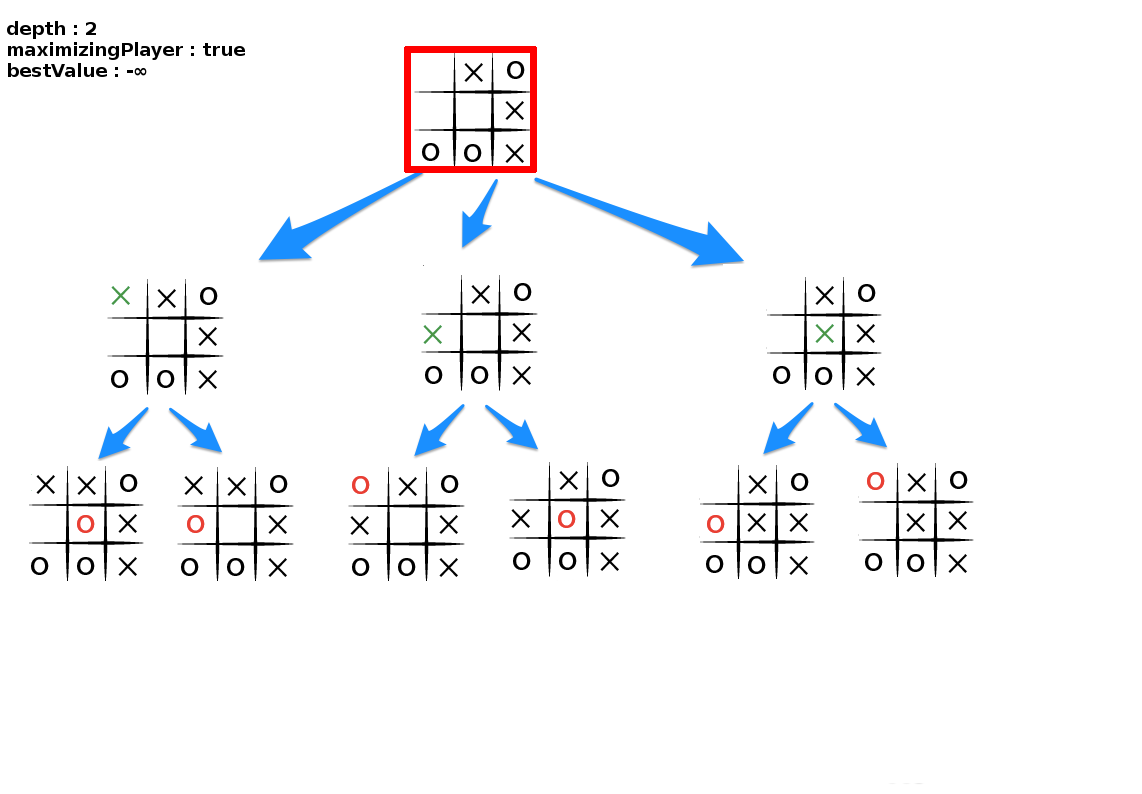 depth : 2
maximizingPlayer : true
bestValue : -∞
X O
X
O O X
X X O
X
O O X
X O
X X
O O X
X O
X X
O O X
X X O
O X
O O X
X X O
O X
O O X
O X O
X X
O O X
X O
X O X
O O X
X O
O X X
O O X
O X O
X X
O O X